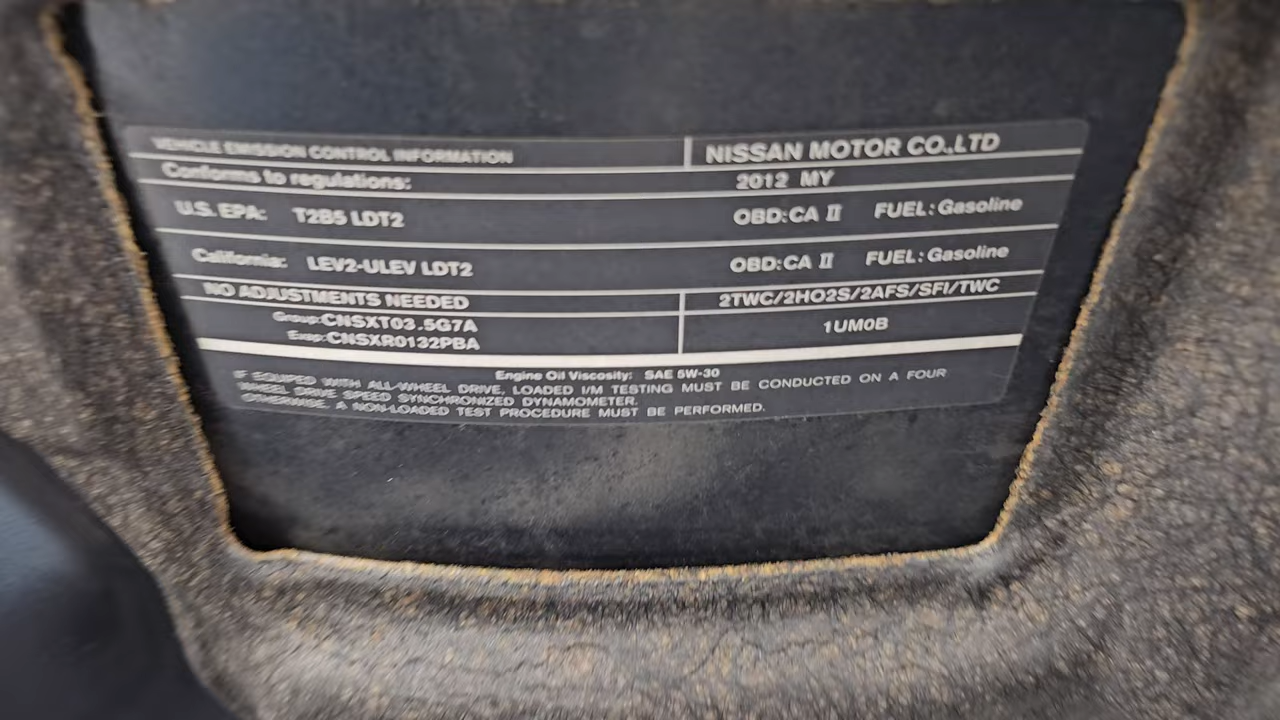 VEHICLE EMISSION CONTROL INFORMATION NISSAN MOTOR CO.,LTD
Conforms to regulations: 2012 MY
U.S. EPA: T2B5 LDT2 OBD:CA II FUEL:Gasoline
California: LEV2-ULEV LDT2 OBD:CA II FUEL:Gasoline
NO ADJUSTMENTS NEEDED 2TWC/2HO2S/2AFS/SFI/TWC
Group:CNSXT03.5G7A 1UM0B
Evap:CNSXR0132PBA
Engine Oil Viscosity: SAE 5W-30
IF EQUIPED WITH ALL-WHEEL DRIVE, LOADED I/M TESTING MUST BE CONDUCTED ON A FOUR
WHEEL DRIVE SPEED SYNCHRONIZED DYNAMOMETER.
OTHERWISE, A NON-LOADED TEST PROCEDURE MUST BE PERFORMED.